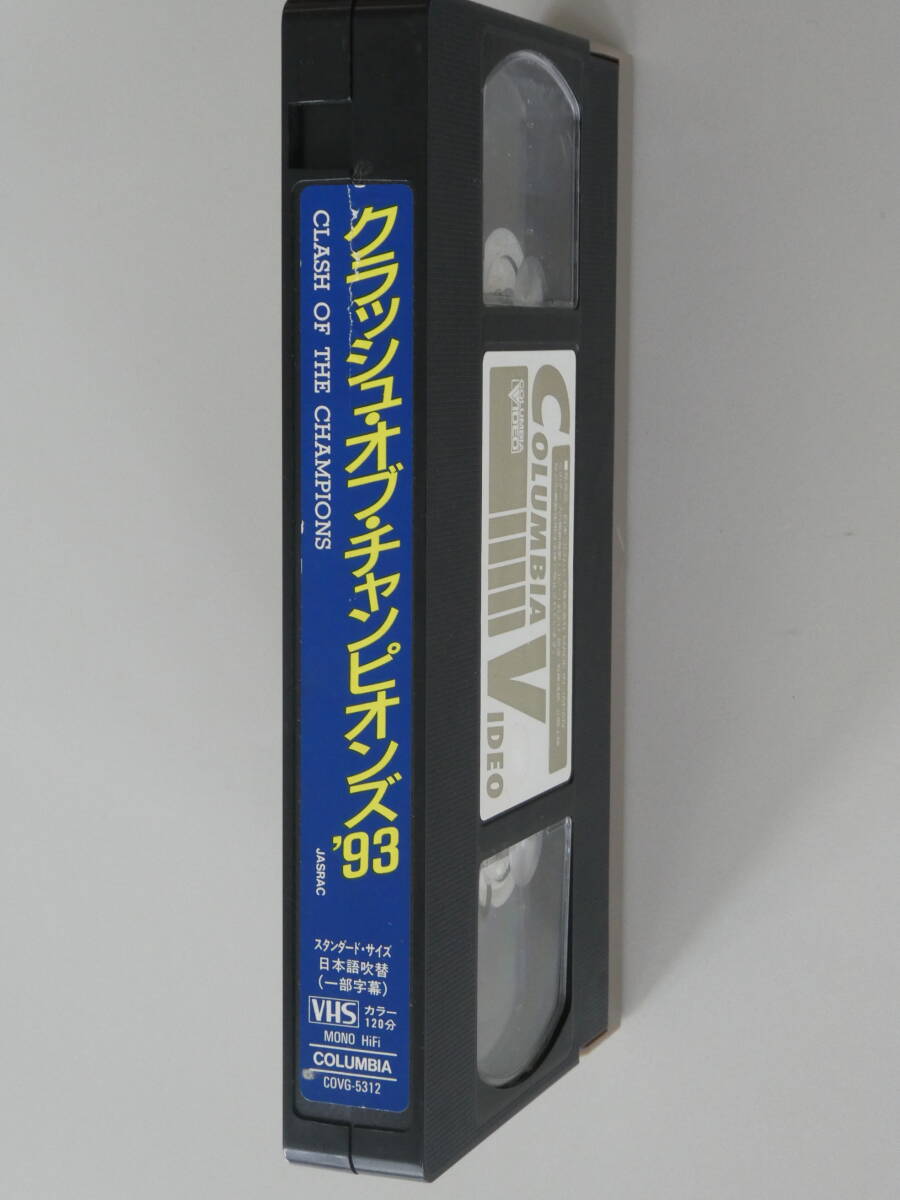 クラッシュ・オブ・チャンピオンズ'93
CLASH OF THE CHAMPIONS
JASRAC
スタンダード・サイズ
日本語吹替
(一部字幕)
VHS カラー
120分
MONO HiFi
COLUMBIA
COVG-5312
COLUMBIA
VIDEO
COLUMBIA
VIDEO